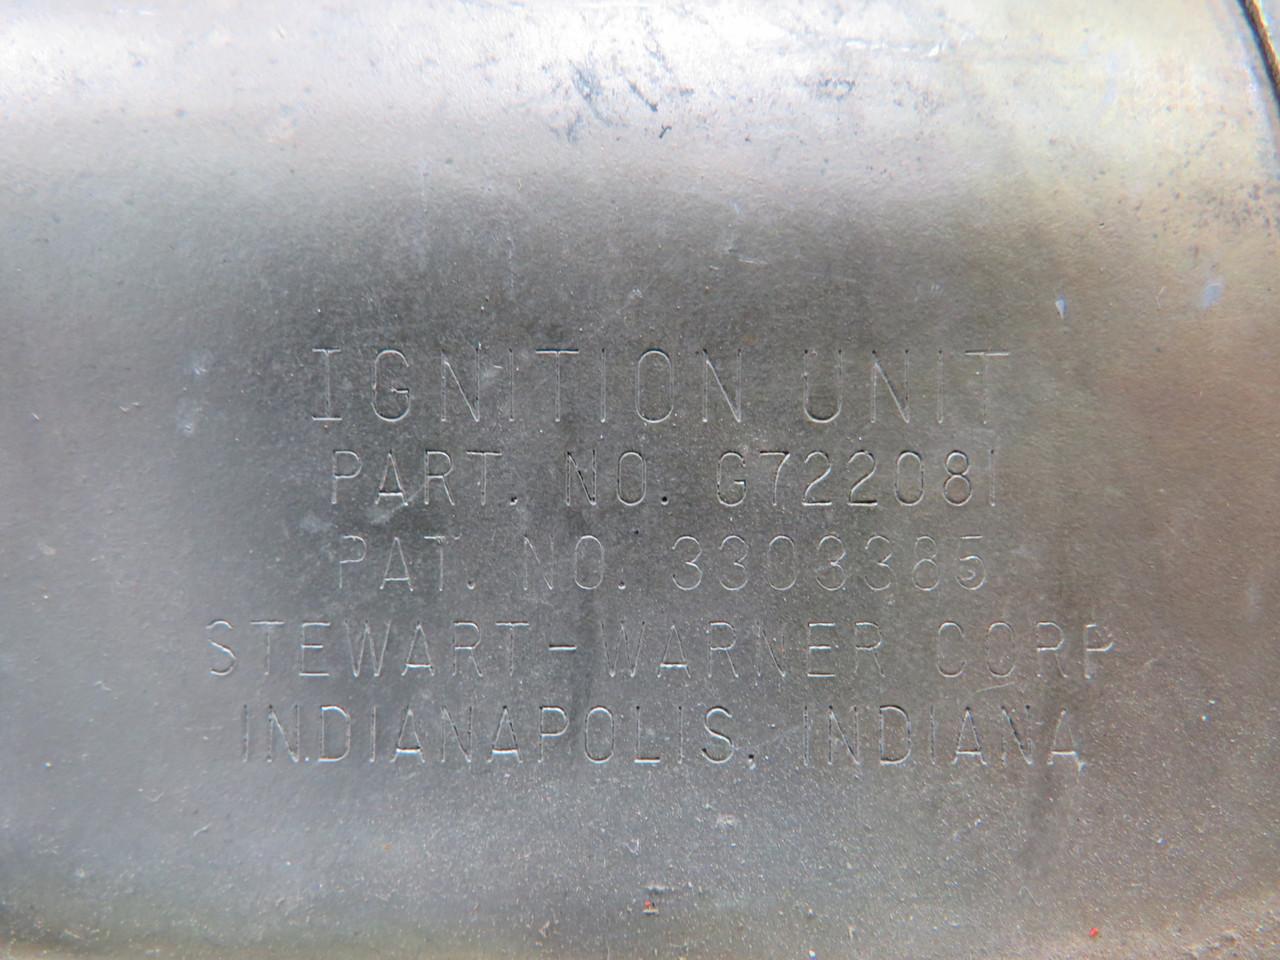 IGNITION UNIT
PART. NO. G722081
PAT. NO. 3303385
STEWART-WARNER CORP
INDIANAPOLIS, INDIANA